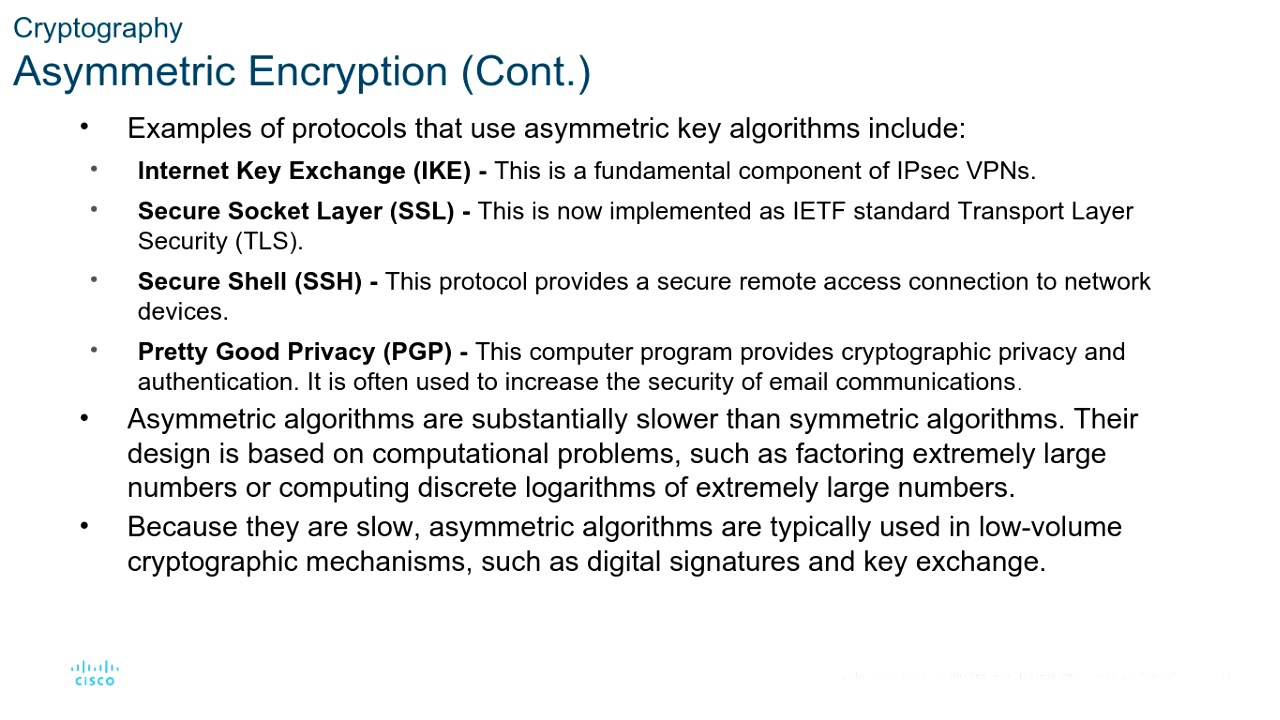 Cryptography
Asymmetric Encryption (Cont.)
• Examples of protocols that use asymmetric key algorithms include:
• Internet Key Exchange (IKE) - This is a fundamental component of IPsec VPNs.
• Secure Socket Layer (SSL) - This is now implemented as IETF standard Transport Layer
Security (TLS).
• Secure Shell (SSH) - This protocol provides a secure remote access connection to network
devices.
• Pretty Good Privacy (PGP) - This computer program provides cryptographic privacy and
authentication. It is often used to increase the security of email communications.
• Asymmetric algorithms are substantially slower than symmetric algorithms. Their
design is based on computational problems, such as factoring extremely large
numbers or computing discrete logarithms of extremely large numbers.
• Because they are slow, asymmetric algorithms are typically used in low-volume
cryptographic mechanisms, such as digital signatures and key exchange.
CISCO